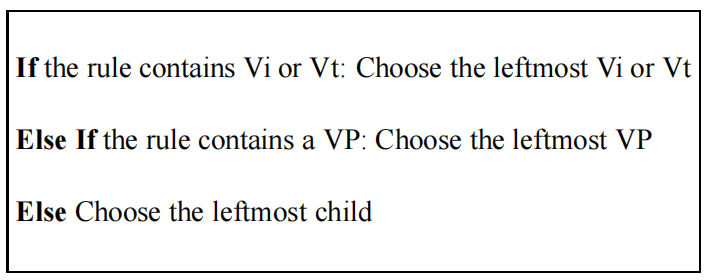 If the rule contains Vi or Vt: Choose the leftmost Vi or Vt
Else If the rule contains a VP: Choose the leftmost VP
Else Choose the leftmost child